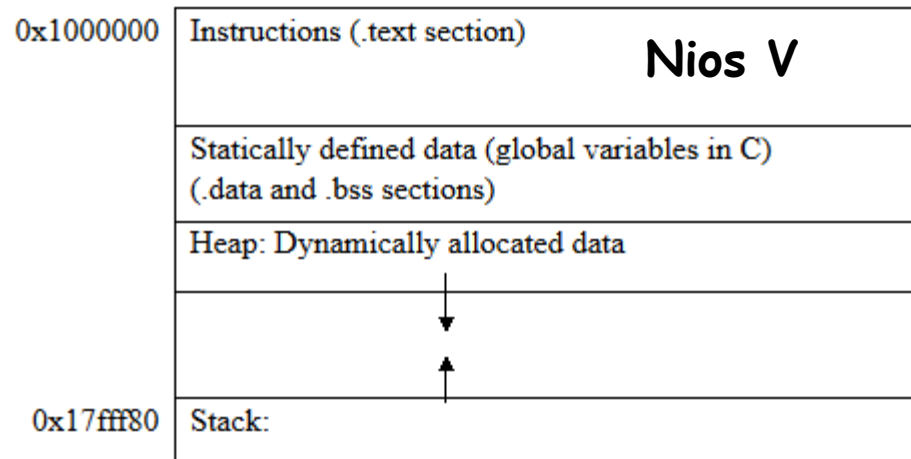 0x1000000
Instructions (.text section)
Nios V
Statically defined data (global variables in C)
(.data and .bss sections)
Heap: Dynamically allocated data
0x17fff80
Stack: